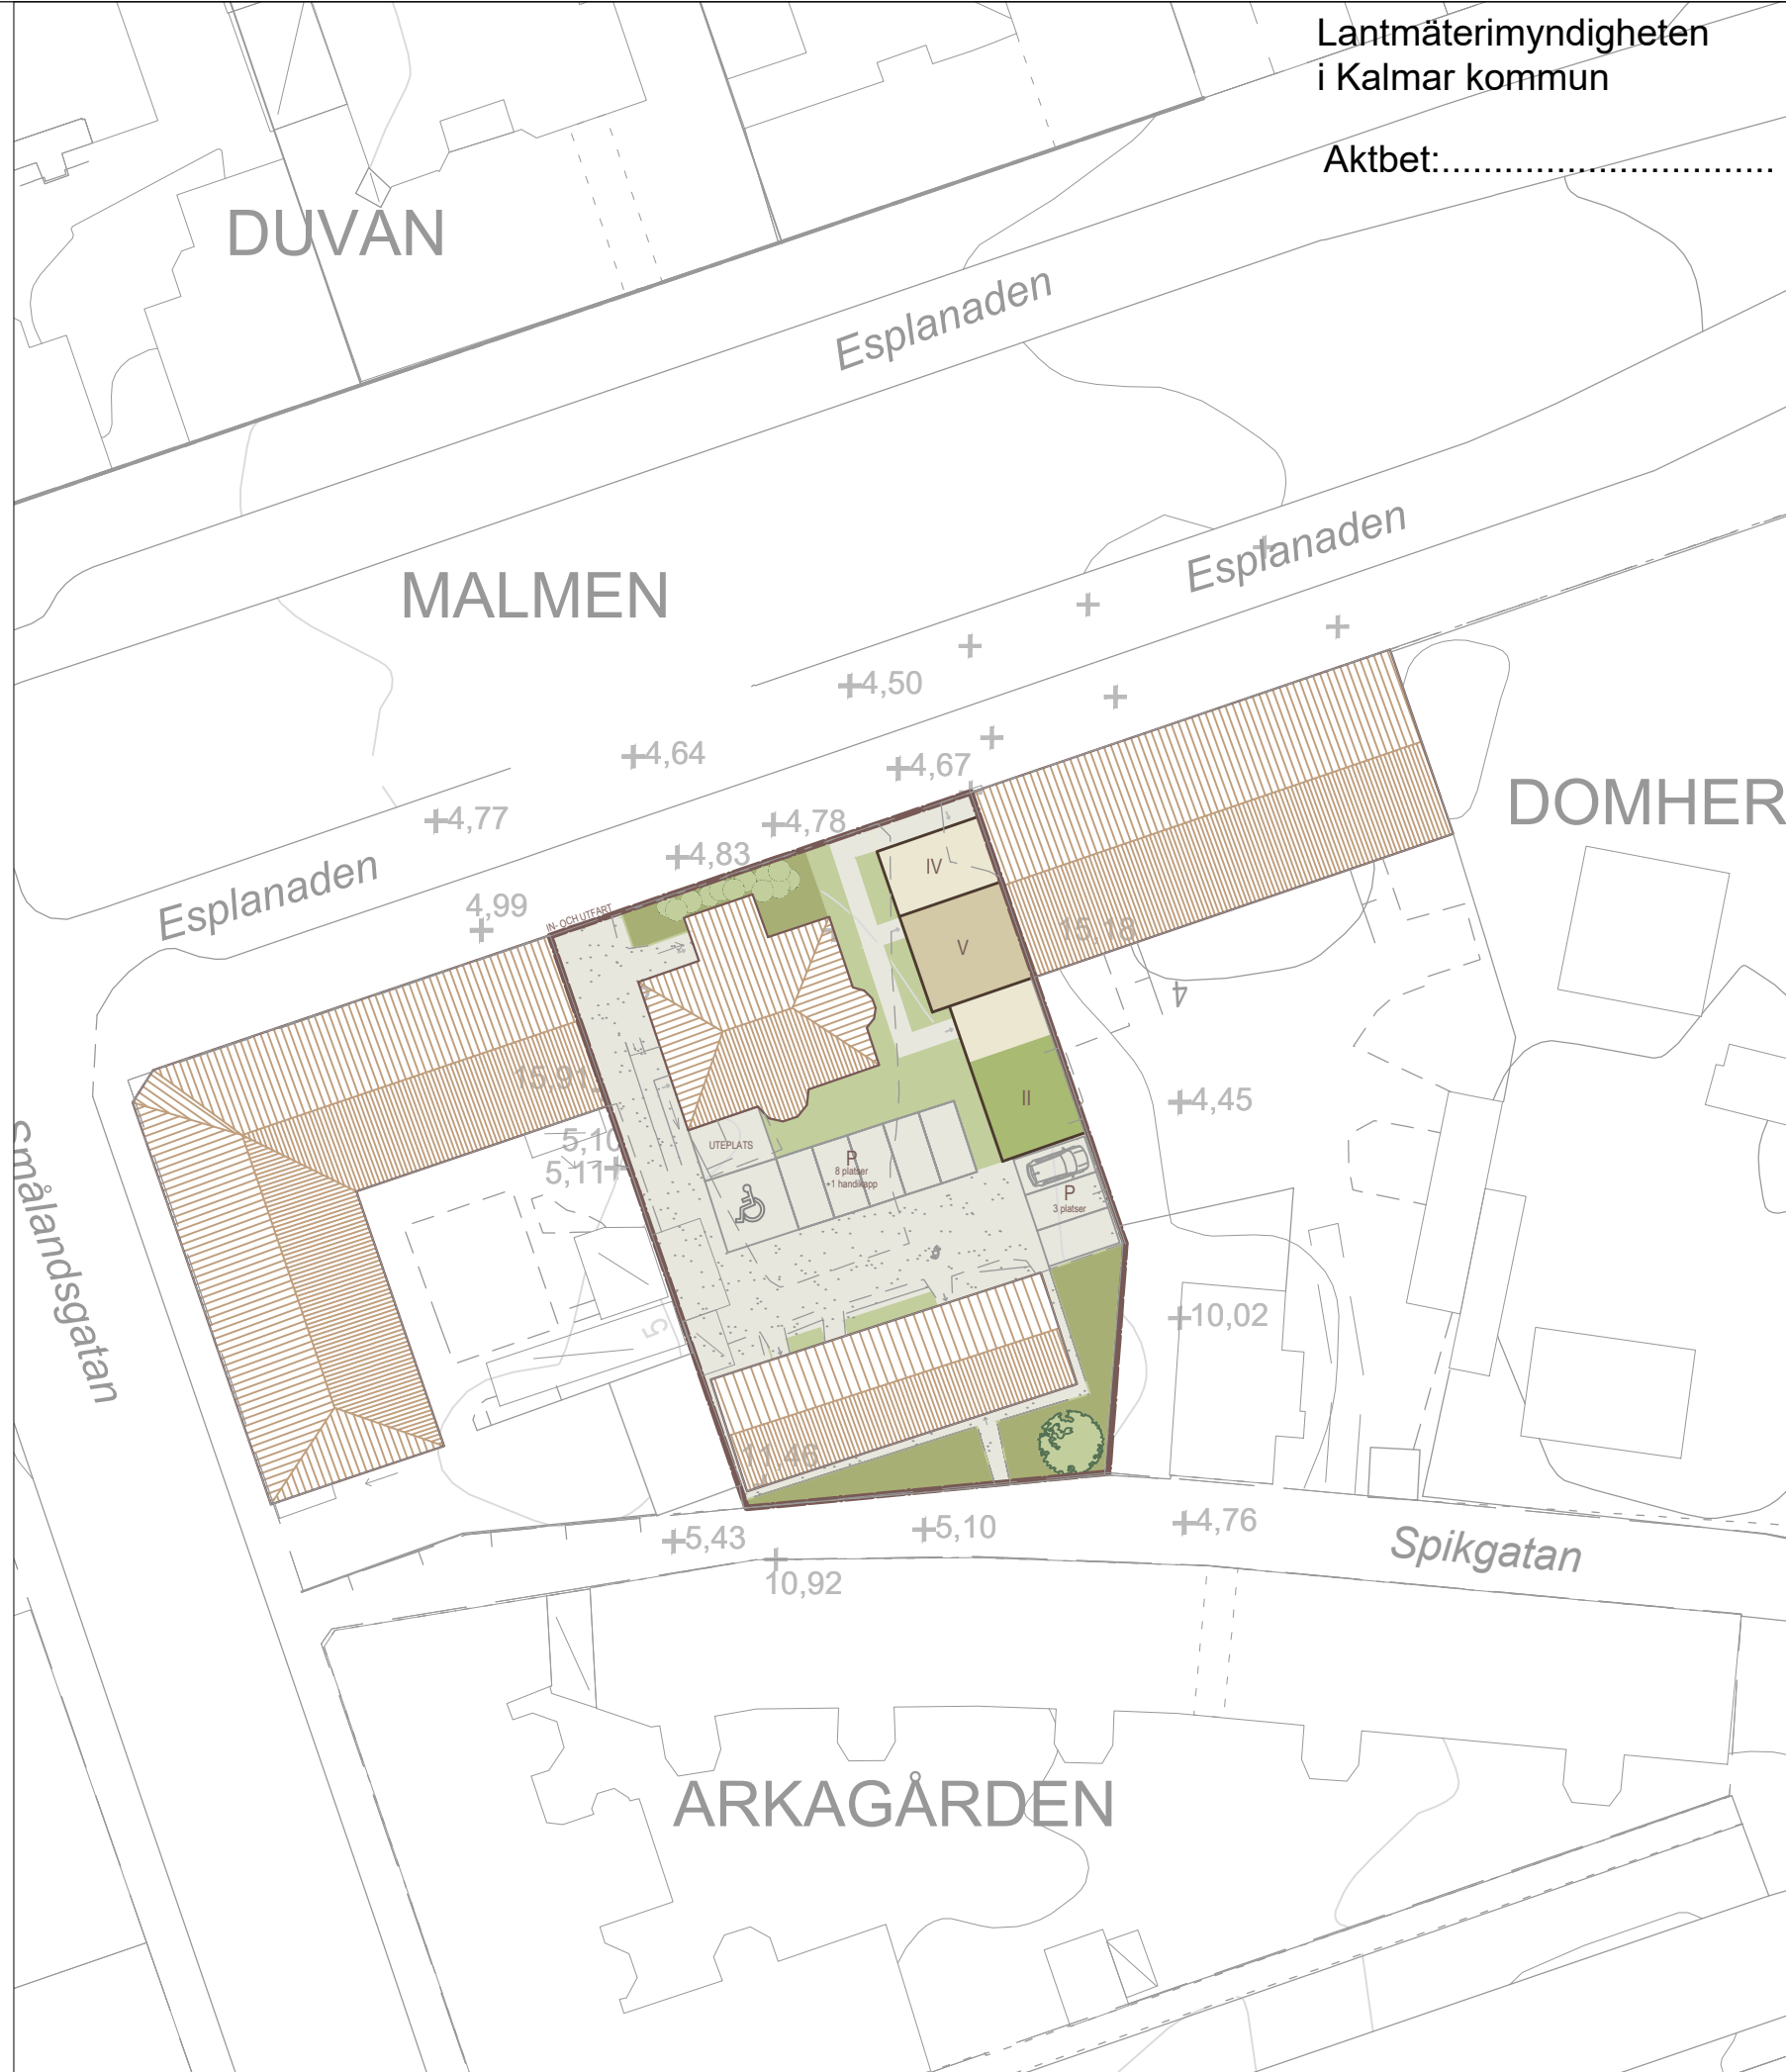 Lantmäterimyndigheten
i Kalmar kommun
Aktbet:................................
DUVAN
Esplanaden
Esplanaden
MALMEN
4,50
4,64
4,67
4,77
4,78
DOMHER
4,83
Esplanaden
4,99
IN- OCH UTFART
IV
V
15,18
4
15,91
II
4,45
5,10
5,11
UTEPLATS
P
8 platser
+1 handikapp
P
3 platser
Smålandsgatan
5
10,02
11,46
5,43
5,10
4,76
Spikgatan
10,92
ARKAGÅRDEN